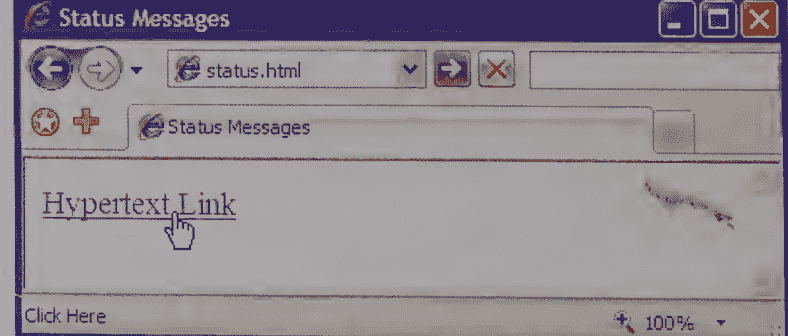 Status Messages
status.html
Status Messages
Hypertext Link
Click Here
100%